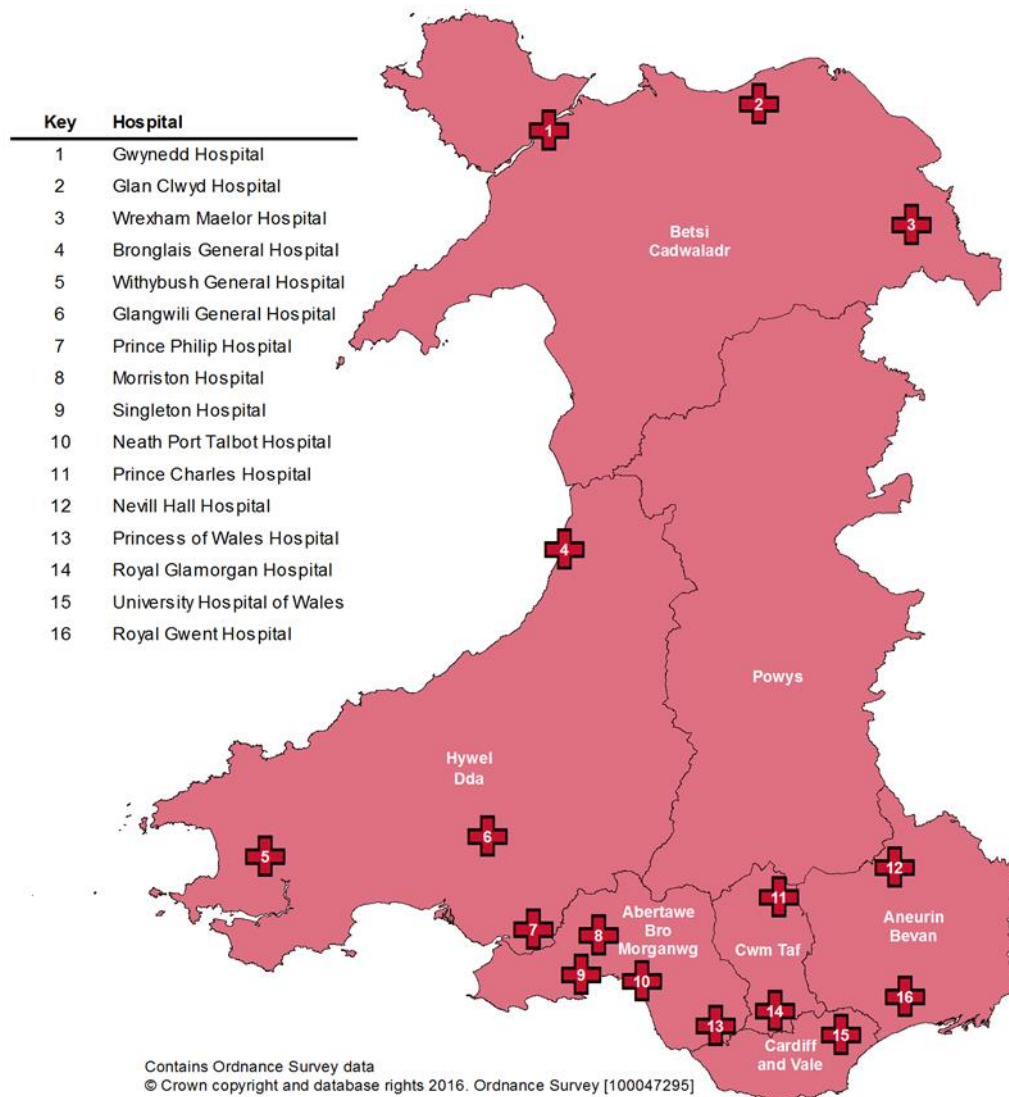 Key Hospital
1 Gwynedd Hospital
2 Glan Clwyd Hospital
3 Wrexham Maelor Hospital
4 Bronglais General Hospital
5 Withybush General Hospital
6 Glangwili General Hospital
7 Prince Philip Hospital
8 Morriston Hospital
9 Singleton Hospital
10 Neath Port Talbot Hospital
11 Prince Charles Hospital
12 Nevill Hall Hospital
13 Princess of Wales Hospital
14 Royal Glamorgan Hospital
15 University Hospital of Wales
16 Royal Gwent Hospital
2
1
3
Betsi
Cadwaladr
4
Powys
Hywel
Dda
6
5
12
11
Abertawe
Bro
Morganwg
Aneurin
Bevan
7
8
Cwm Taf
9
10
16
14
13
15
Cardiff
and Vale
Contains Ordnance Survey data
© Crown copyright and database rights 2016. Ordnance Survey [100047295]